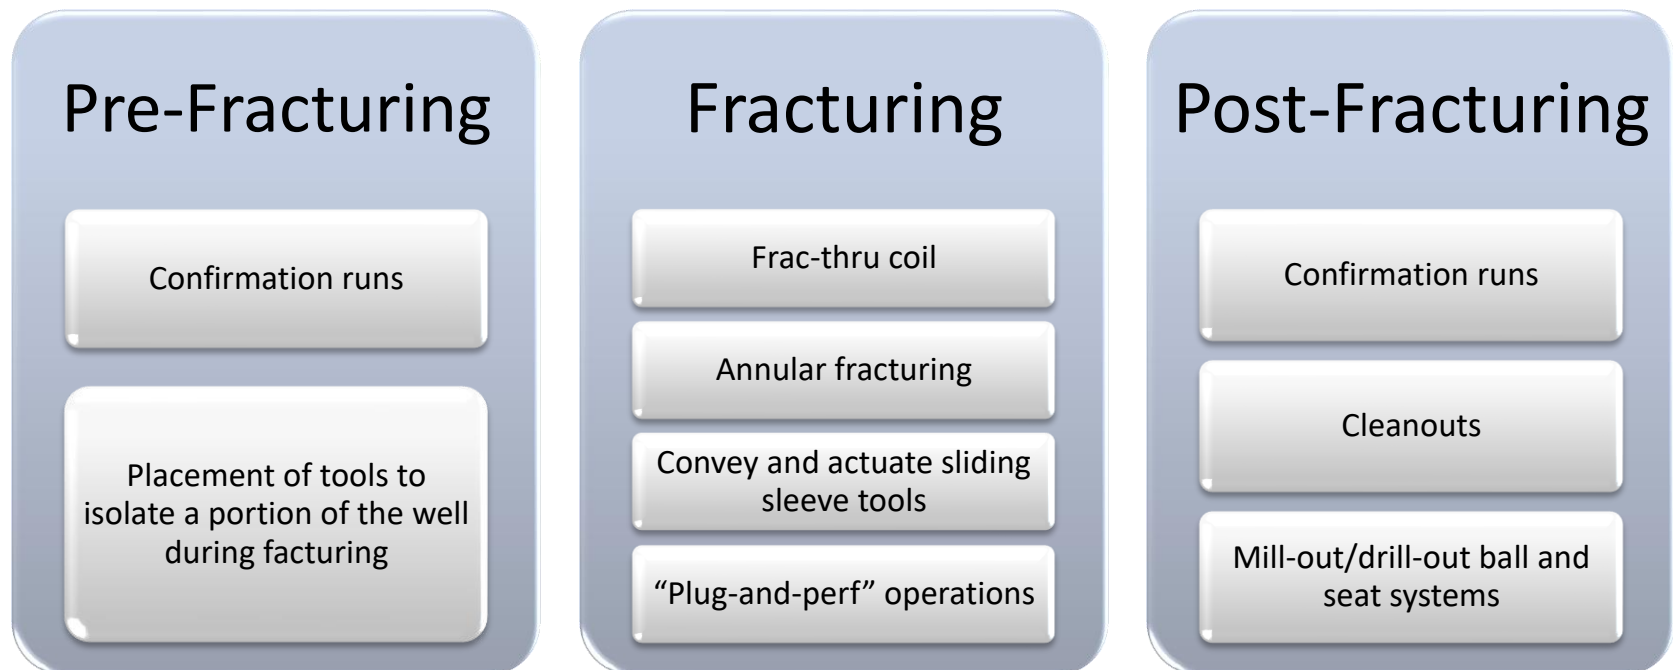 Pre-Fracturing
Confirmation runs
Placement of tools to
isolate a portion of the well
during facturing
Fracturing
Frac-thru coil
Annular fracturing
Convey and actuate sliding
sleeve tools
“Plug-and-perf” operations
Post-Fracturing
Confirmation runs
Cleanouts
Mill-out/drill-out ball and
seat systems